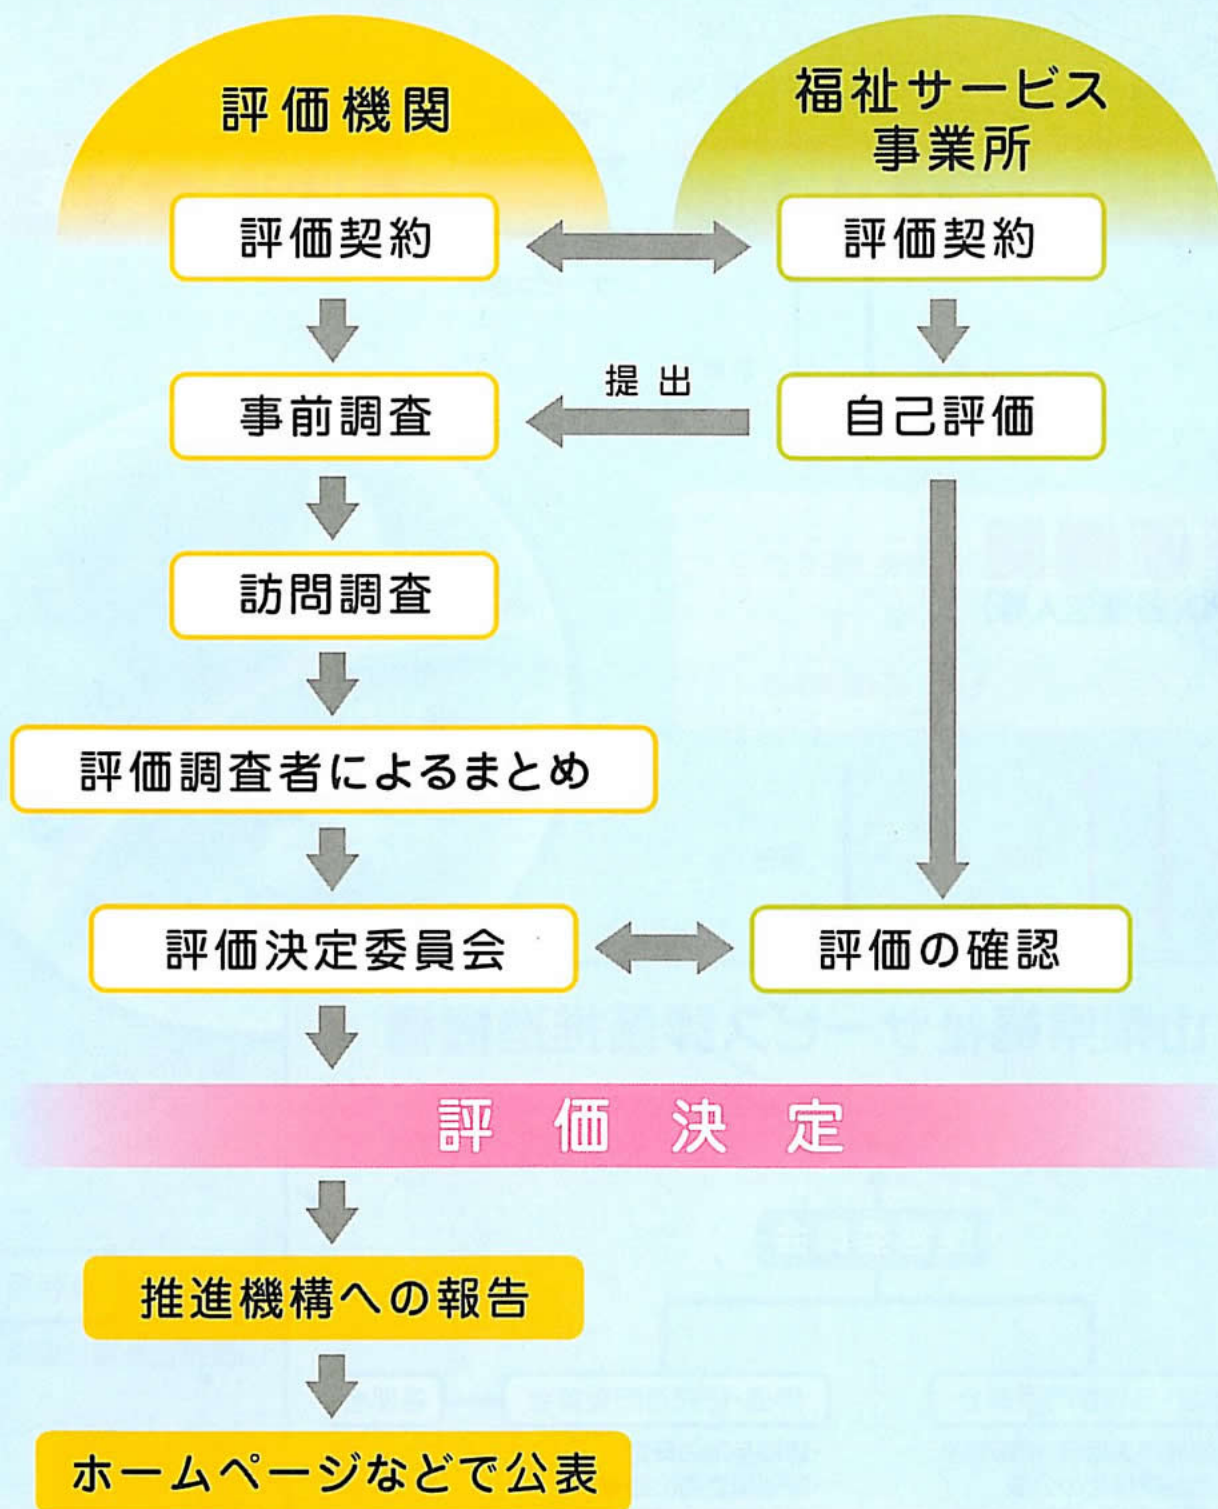 評価機関
福祉サービス
事業所
評価契約
評価契約
提出
事前調査
自己評価
訪問調査
評価調査者によるまとめ
評価決定委員会
評価の確認
評価決定
推進機構への報告
ホームページなどで公表